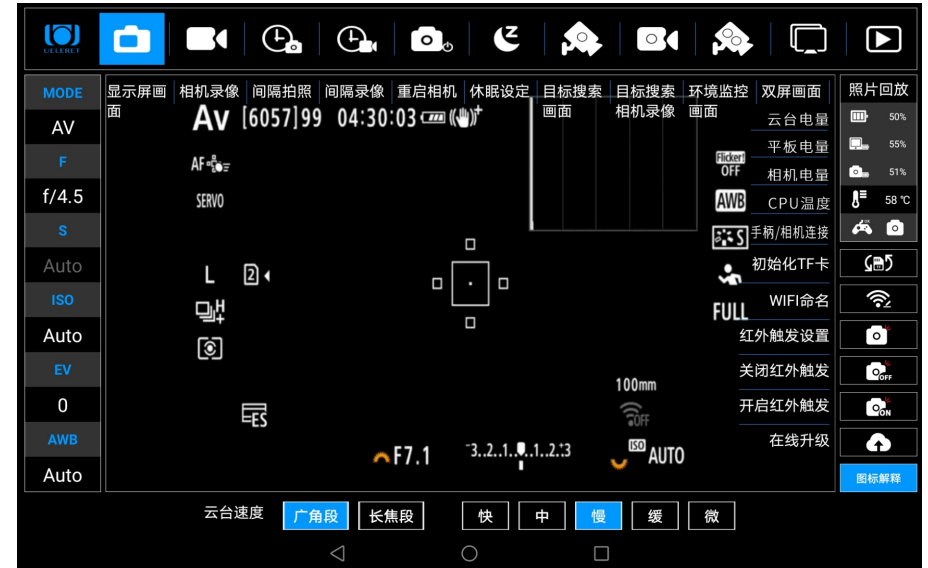 UELERET
MODE
AV
F
f/4.5
S
Auto
ISO
Auto
EV
0
AWB
Auto
显示屏画面
相机录像
间隔拍照
间隔录像
重启相机
休眠设定
目标搜索画面
目标搜索相机录像
环境监控画面
双屏画面
照片回放
Av [6057]99 04:30:03
AF
SERVO
L 2
H
ES
F7.1
-3..2..1..0..1..2..+3
ISO AUTO
100mm
OFF
Flicker!
OFF
AWB
S
FULL
云台电量
50%
平板电量
55%
相机电量
51%
CPU温度
58 ℃
手柄/相机连接
OK
初始化TF卡
WIFI命名
红外触发设置
关闭红外触发
OFF
开启红外触发
ON
在线升级
图标解释
云台速度 广角段 长焦段 快 中 慢 缓 微